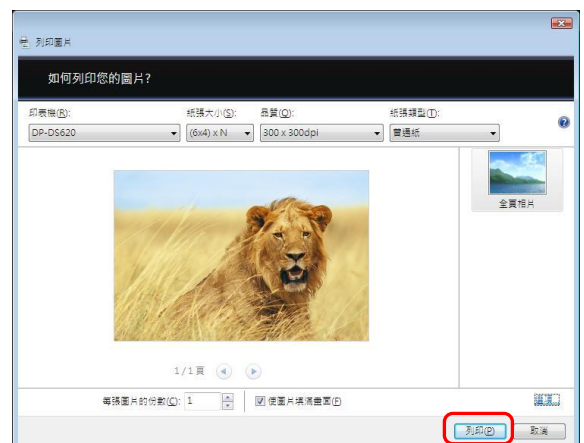 列印圖片
如何列印您的圖片?
印表機(R): 紙張大小(S): 品質(Q): 紙張類型(T):
DP-DS620 (6x4) x N 300 x 300dpi 普通紙
全頁相片
1/1頁
每張圖片的份數(C): 1 使圖片填滿畫面(F) 選項...
列印(P) 取消